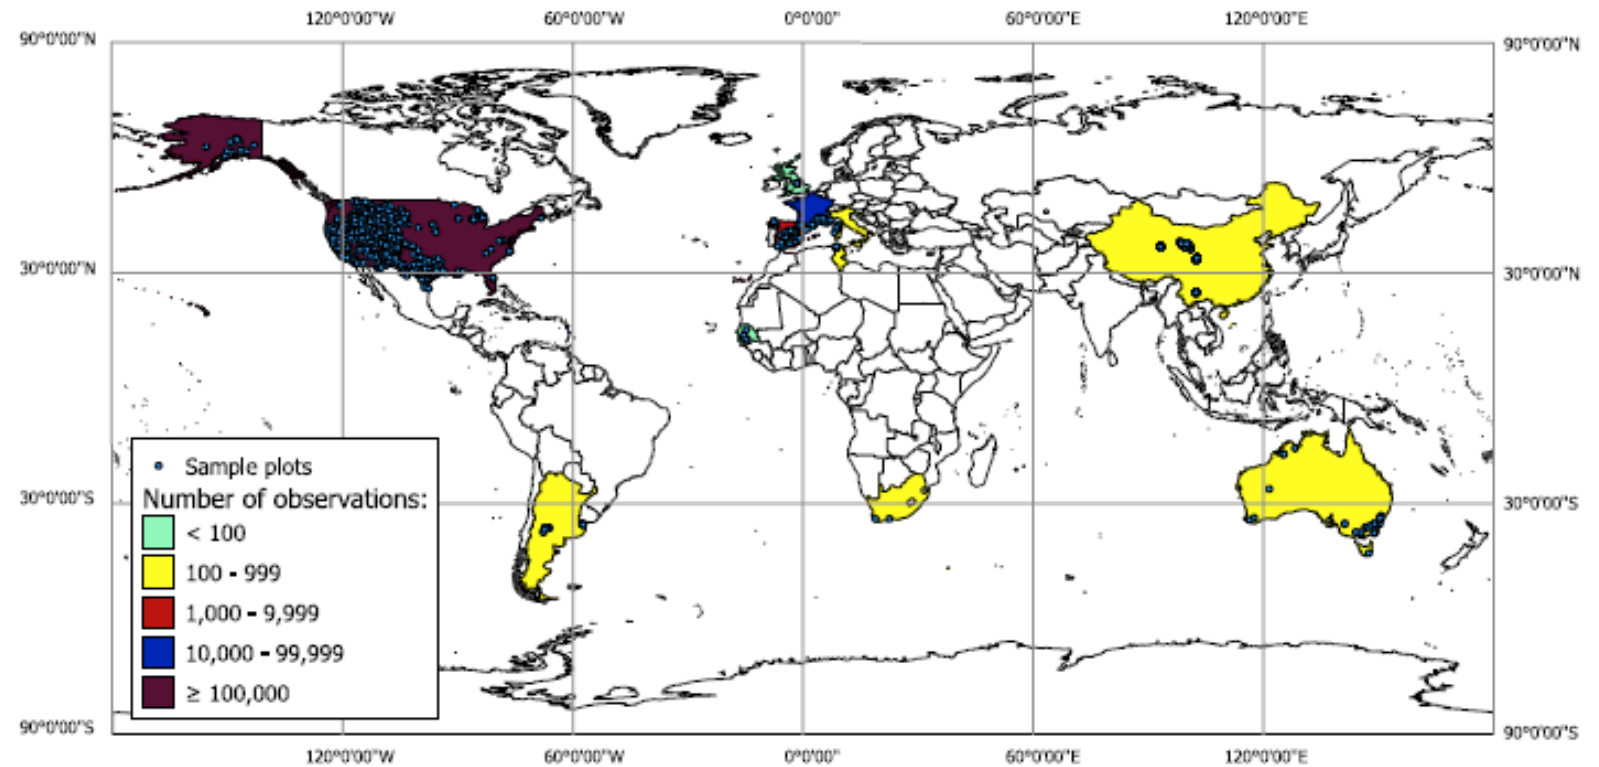 120°0'00"W 60°0'00"W 0°0'00" 60°0'00"E 120°0'00"E
90°0'00"N 90°0'00"N
30°0'00"N 30°0'00"N
Sample plots
Number of observations:
30°0'00"S 30°0'00"S
< 100
100 - 999
1,000 - 9,999
10,000 - 99,999
≥ 100,000
90°0'00"S 90°0'00"S
120°0'00"W 60°0'00"W 0°0'00" 60°0'00"E 120°0'00"E